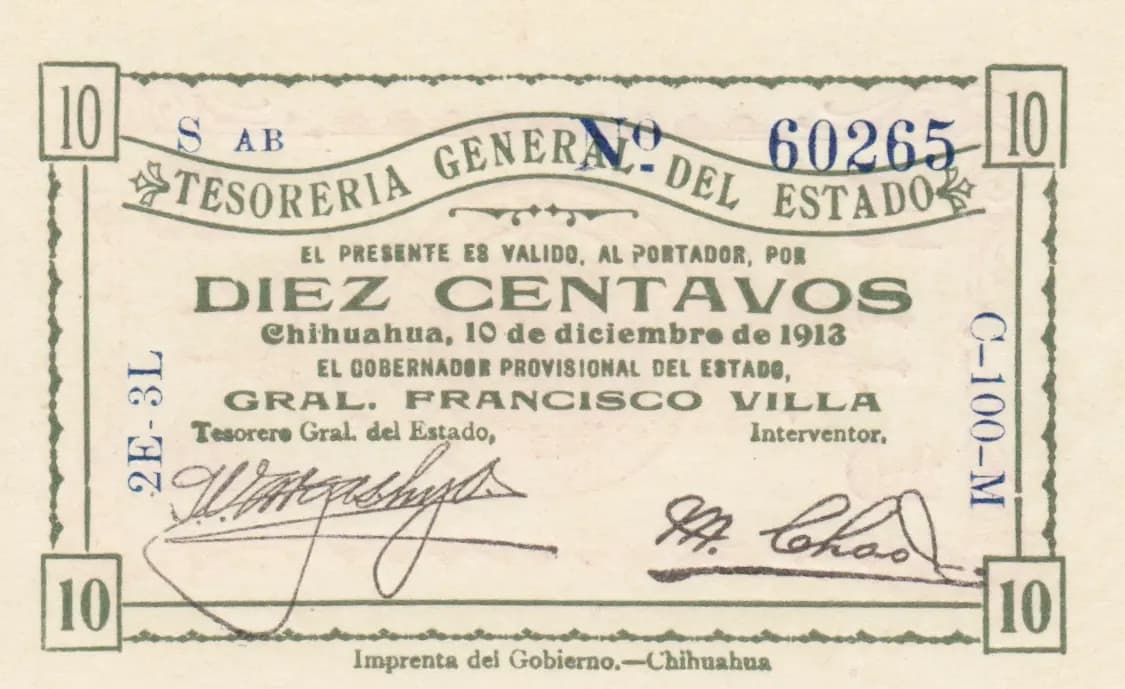 10
10
S AB
Nº 60265
TESORERIA GENERAL DEL ESTADO
EL PRESENTE ES VALIDO, AL PORTADOR, POR
DIEZ CENTAVOS
Chihuahua, 10 de diciembre de 1913
EL GOBERNADOR PROVISIONAL DEL ESTADO,
GRAL. FRANCISCO VILLA
Tesorero Gral. del Estado,
Interventor,
2E-3L
C-100-M
M. Chao
10
10
Imprenta del Gobierno.—Chihuahua